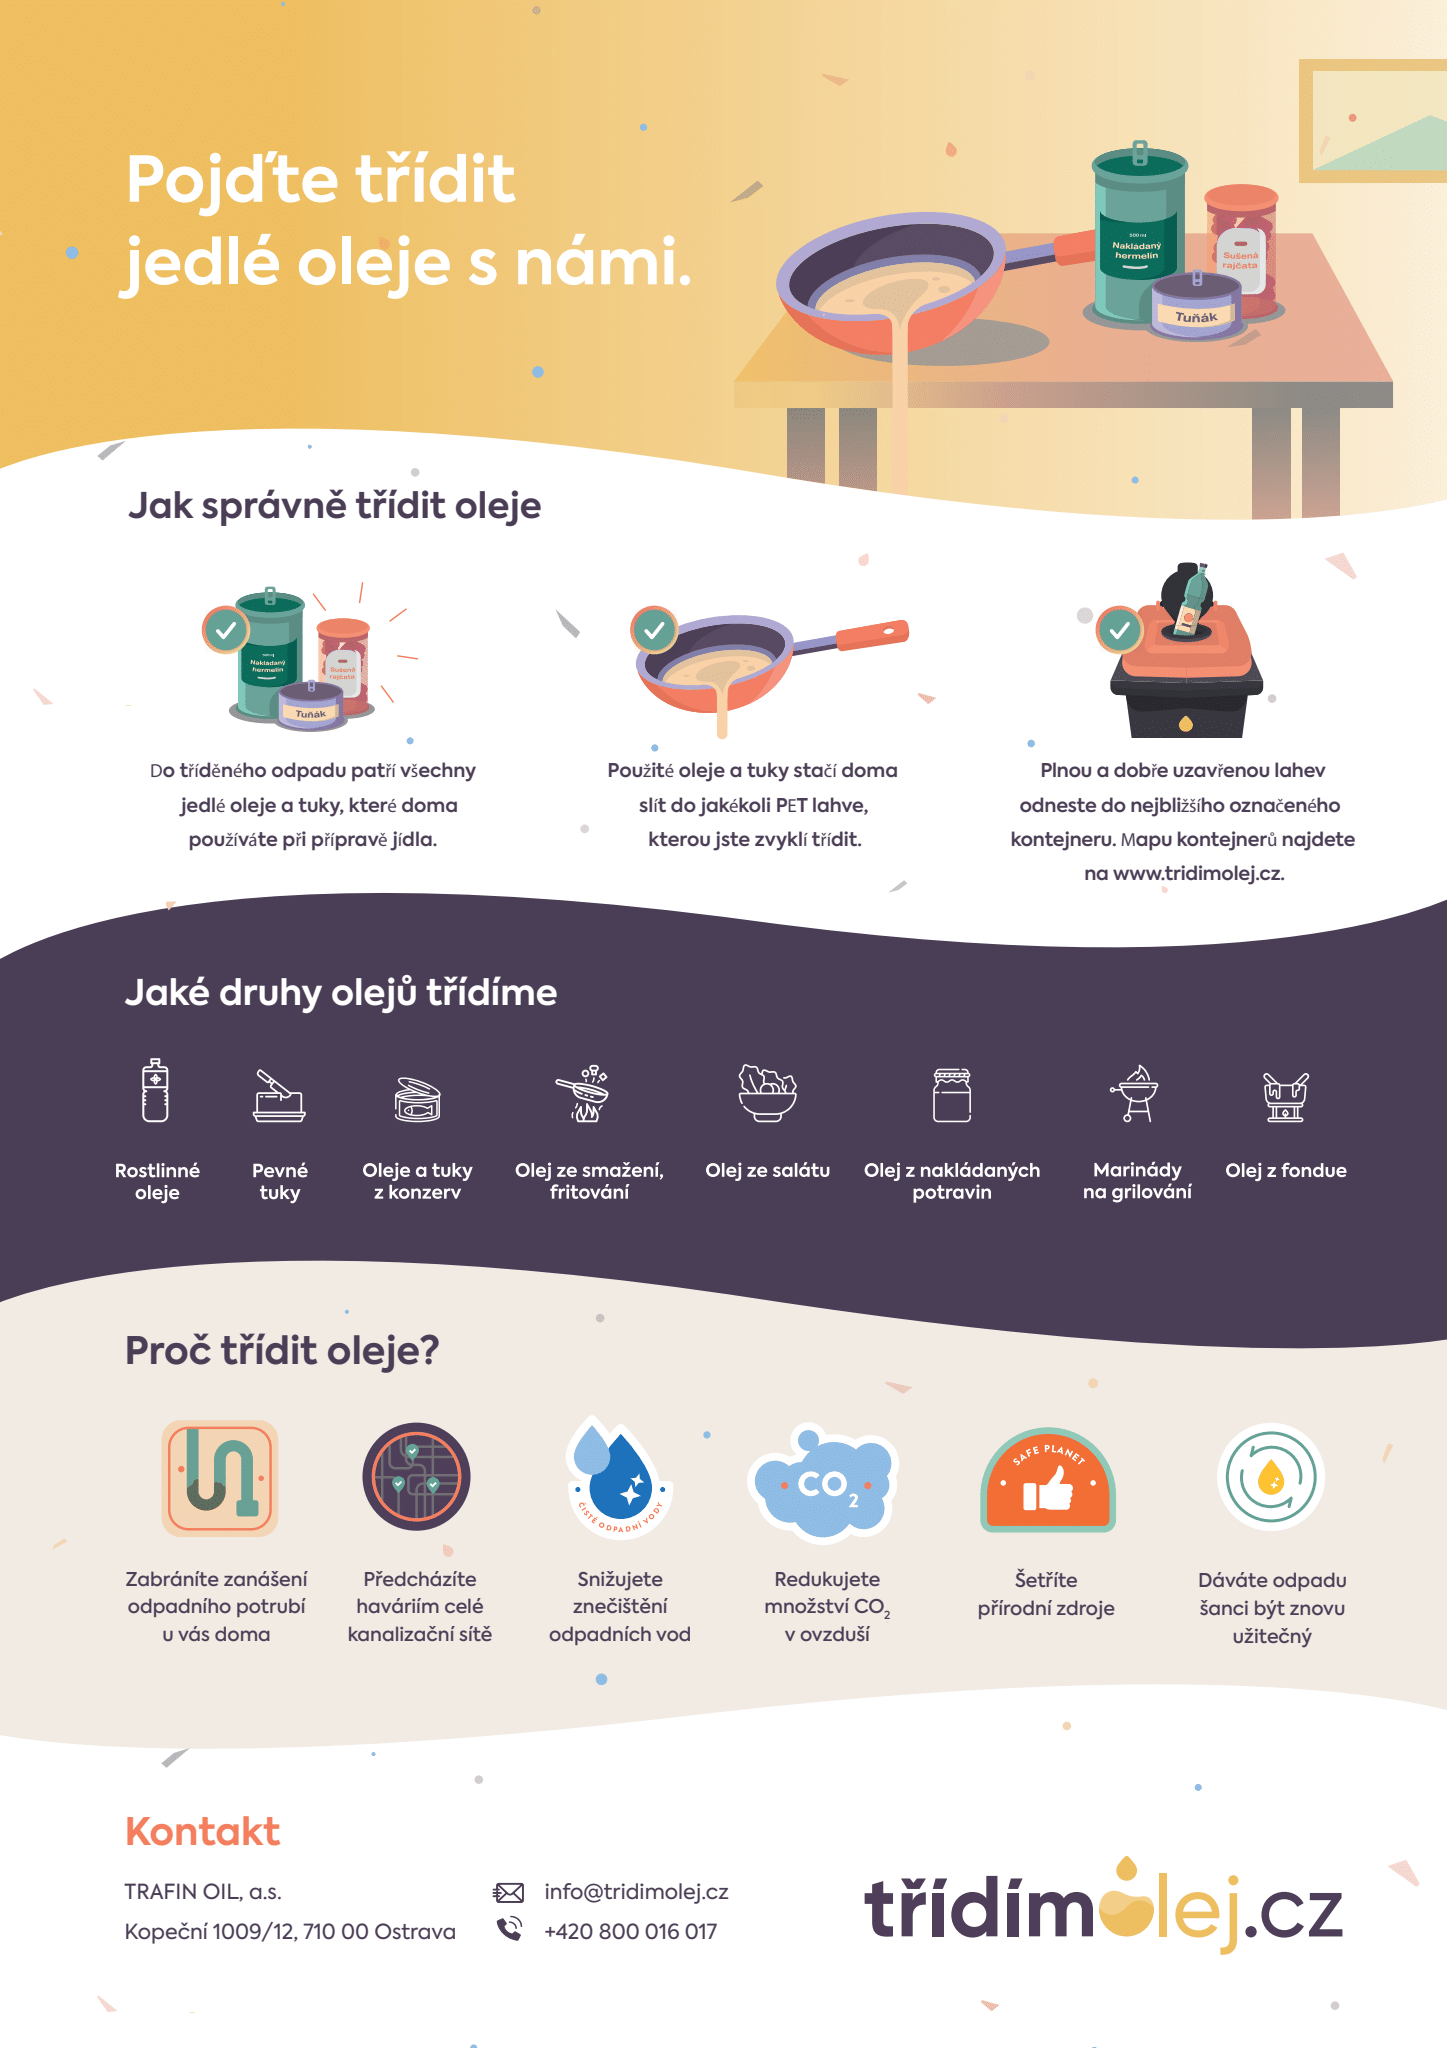 Pojďte třídit
jedlé oleje s námi.
500 ml
Nakládaný
hermelín
Sušená
rajčata
Tuňák
Jak správně třídit oleje
Nakládaný
hermelín
Sušená
rajčata
Tuňák
Do tříděného odpadu patří všechny
jedlé oleje a tuky, které doma
používáte při přípravě jídla.
Použité oleje a tuky stačí doma
slít do jakékoli PET lahve,
kterou jste zvyklí třídit.
Plnou a dobře uzavřenou lahev
odneste do nejbližšího označeného
kontejneru. Mapu kontejnerů najdete
na www.tridimolej.cz.
Jaké druhy olejů třídíme
Rostlinné
oleje
Pevné
tuky
Oleje a tuky
z konzerv
Olej ze smažení,
fritování
Olej ze salátu
Olej z nakládaných
potravin
Marinády
na grilování
Olej z fondue
Proč třídit oleje?
ČISTÉ ODPADNÍ VODY
CO2
SAFE PLANET
Zabráníte zanášení
odpadního potrubí
u vás doma
Předcházíte
haváriím celé
kanalizační sítě
Snižujete
znečištění
odpadních vod
Redukujete
množství CO2
v ovzduší
Šetříte
přírodní zdroje
Dáváte odpadu
šanci být znovu
užitečný
Kontakt
TRAFIN OIL, a.s.
Kopeční 1009/12, 710 00 Ostrava
info@tridimolej.cz
+420 800 016 017
třídímolej.cz